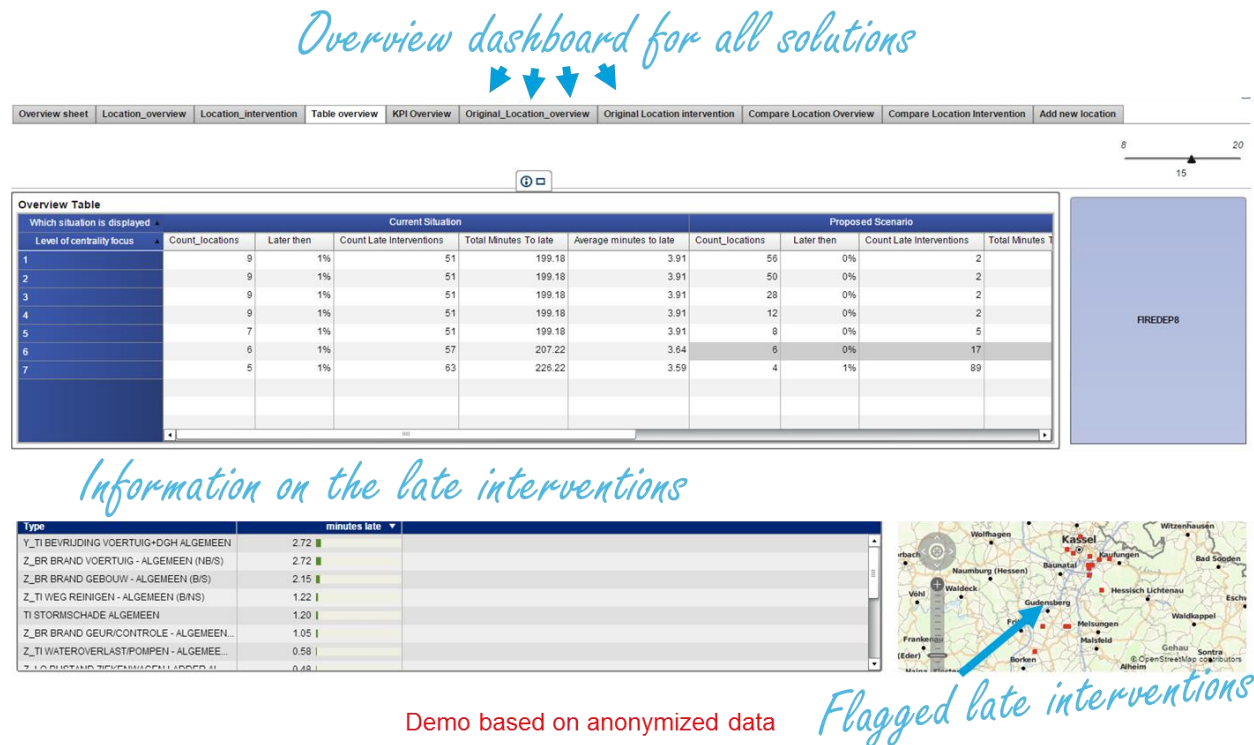 Overview dashboard for all solutions
Overview sheet Location_overview Location_intervention Table overview KPI Overview Original_Location_overview Original Location intervention Compare Location Overview Compare Location Intervention Add new location
8 20
15
Overview Table
Which situation is displayed Current Situation Proposed Scenario
Level of centrality focus Count_locations Later then Count Late Interventions Total Minutes To late Average minutes to late Count_locations Later then Count Late Interventions Total Minutes T
1 9 1% 51 199.18 3.91 56 0% 2
2 9 1% 51 199.18 3.91 50 0% 2
3 9 1% 51 199.18 3.91 28 0% 2
4 9 1% 51 199.18 3.91 12 0% 2
5 7 1% 51 199.18 3.91 8 0% 5
6 6 1% 57 207.22 3.64 6 0% 17
7 5 1% 63 226.22 3.59 4 1% 89
FIREDEP8
Information on the late interventions
Type minutes late
Y_TI BEVRIJDING VOERTUIG+DGH ALGEMEEN 2.72
Z_BR BRAND VOERTUIG - ALGEMEEN (NB/S) 2.72
Z_BR BRAND GEBOUW - ALGEMEEN (B/S) 2.15
Z_TI WEG REINIGEN - ALGEMEEN (B/NS) 1.22
TI STORMSCHADE ALGEMEEN 1.20
Z_BR BRAND GEUR/CONTROLE - ALGEMEEN... 1.05
Z_TI WATEROVERLAST/POMPEN - ALGEMEE... 0.58
Witzenhausen
Wolfhagen
Kassel
Kaufungen
rbach
Bad Sooden
Baunatal
Naumburg (Hessen)
Waldeck
Vöhl
Hessisch Lichtenau
Esch
Gudensberg
Waldkappel
Melsungen
Frankenau
Malsfeld
(Eder)
Gehau
Sontra
Borken
© OpenStreetMap contributors
Alheim
Flagged late interventions
Demo based on anonymized data